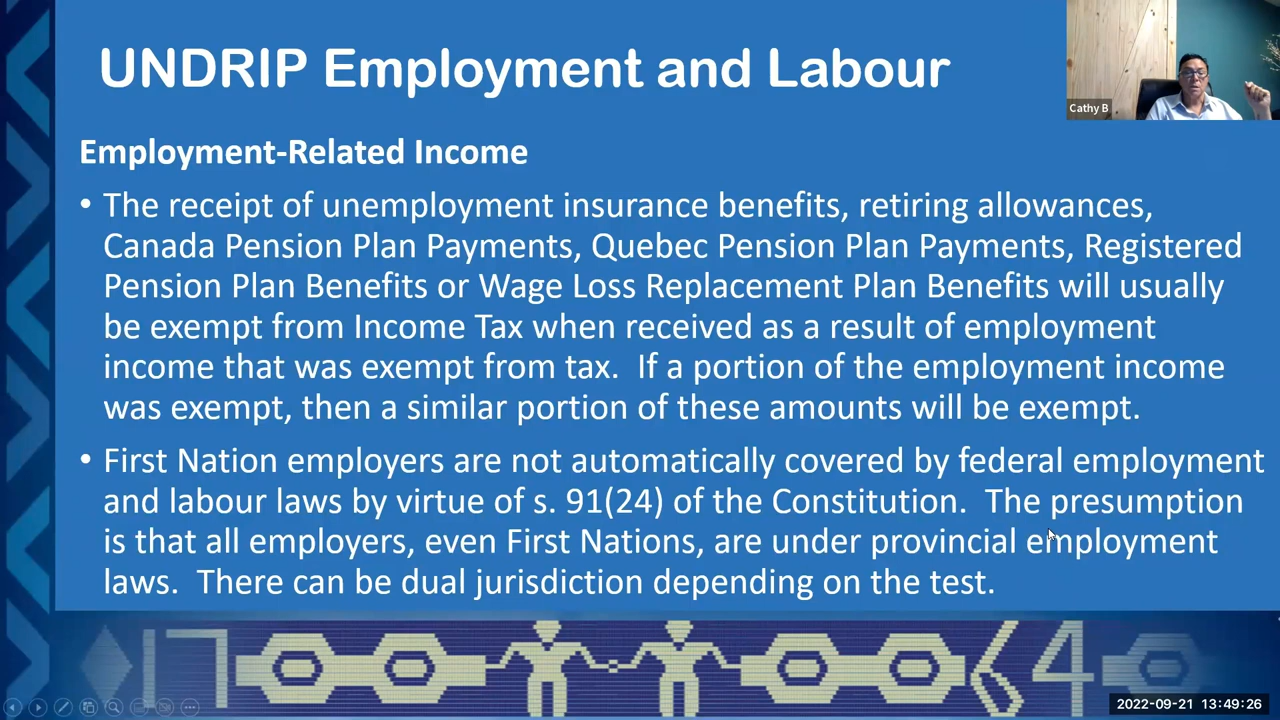 UNDRIP Employment and Labour
Cathy B
Employment-Related Income
• The receipt of unemployment insurance benefits, retiring allowances,
Canada Pension Plan Payments, Quebec Pension Plan Payments, Registered
Pension Plan Benefits or Wage Loss Replacement Plan Benefits will usually
be exempt from Income Tax when received as a result of employment
income that was exempt from tax.  If a portion of the employment income
was exempt, then a similar portion of these amounts will be exempt.
• First Nation employers are not automatically covered by federal employment
and labour laws by virtue of s. 91(24) of the Constitution.  The presumption
is that all employers, even First Nations, are under provincial employment
laws.  There can be dual jurisdiction depending on the test.
17 64
2022-09-21 13:49:26